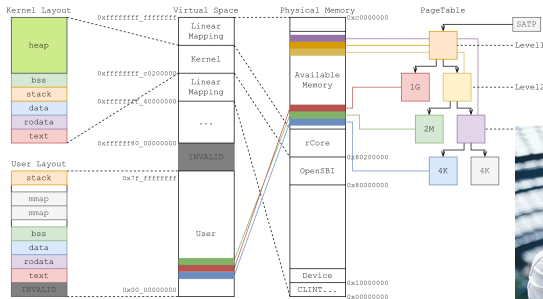 Kernel Layout
heap
bss
stack
data
rodata
text
User Layout
stack
mmap
mmap
bss
data
rodata
text
INVALID
Virtual Space
0xffffffff_ffffffff
Linear
Mapping
Kernel
0xffffffff_c0200000
Linear
Mapping
0xffffffff_40000000
...
0xffffff80_00000000
INVALID
0x7f_ffffffff
User
0x00_00000000
Physical Memory
0xc0000000
Available
Memory
rCore
0x80200000
OpenSBI
0x80000000
Device
0x10000000
CLINT...
0x00000000
PageTable
SATP
Level1
1G
Level2
2M
4K
4K